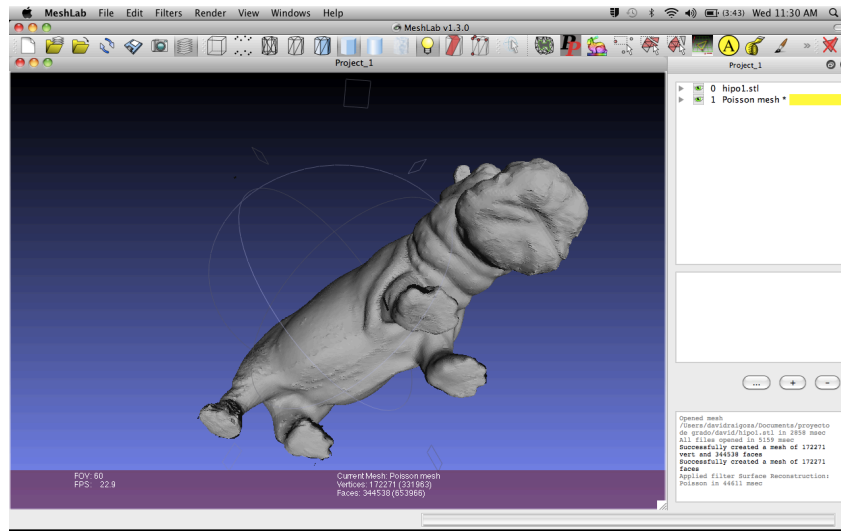 MeshLab File Edit Filters Render View Windows Help (3:43) Wed 11:30 AM
MeshLab v1.3.0
A
Project_1
Project_1
0 hipo1.stl
1 Poisson mesh *
... + -
Opened mesh
/Users/davidraigosa/Documents/proyecto
de grado/david/hipo1.stl in 2858 msec
All files opened in 5159 msec
Successfully created a mesh of 172271
vert and 344538 faces
Successfully created a mesh of 172271
faces
Applied filter Surface Reconstruction:
Poisson in 44611 msec
FOV: 60
FPS: 22.9
Current Mesh: Poisson mesh
Vertices: 172271 (331963)
Faces: 344538 (653966)